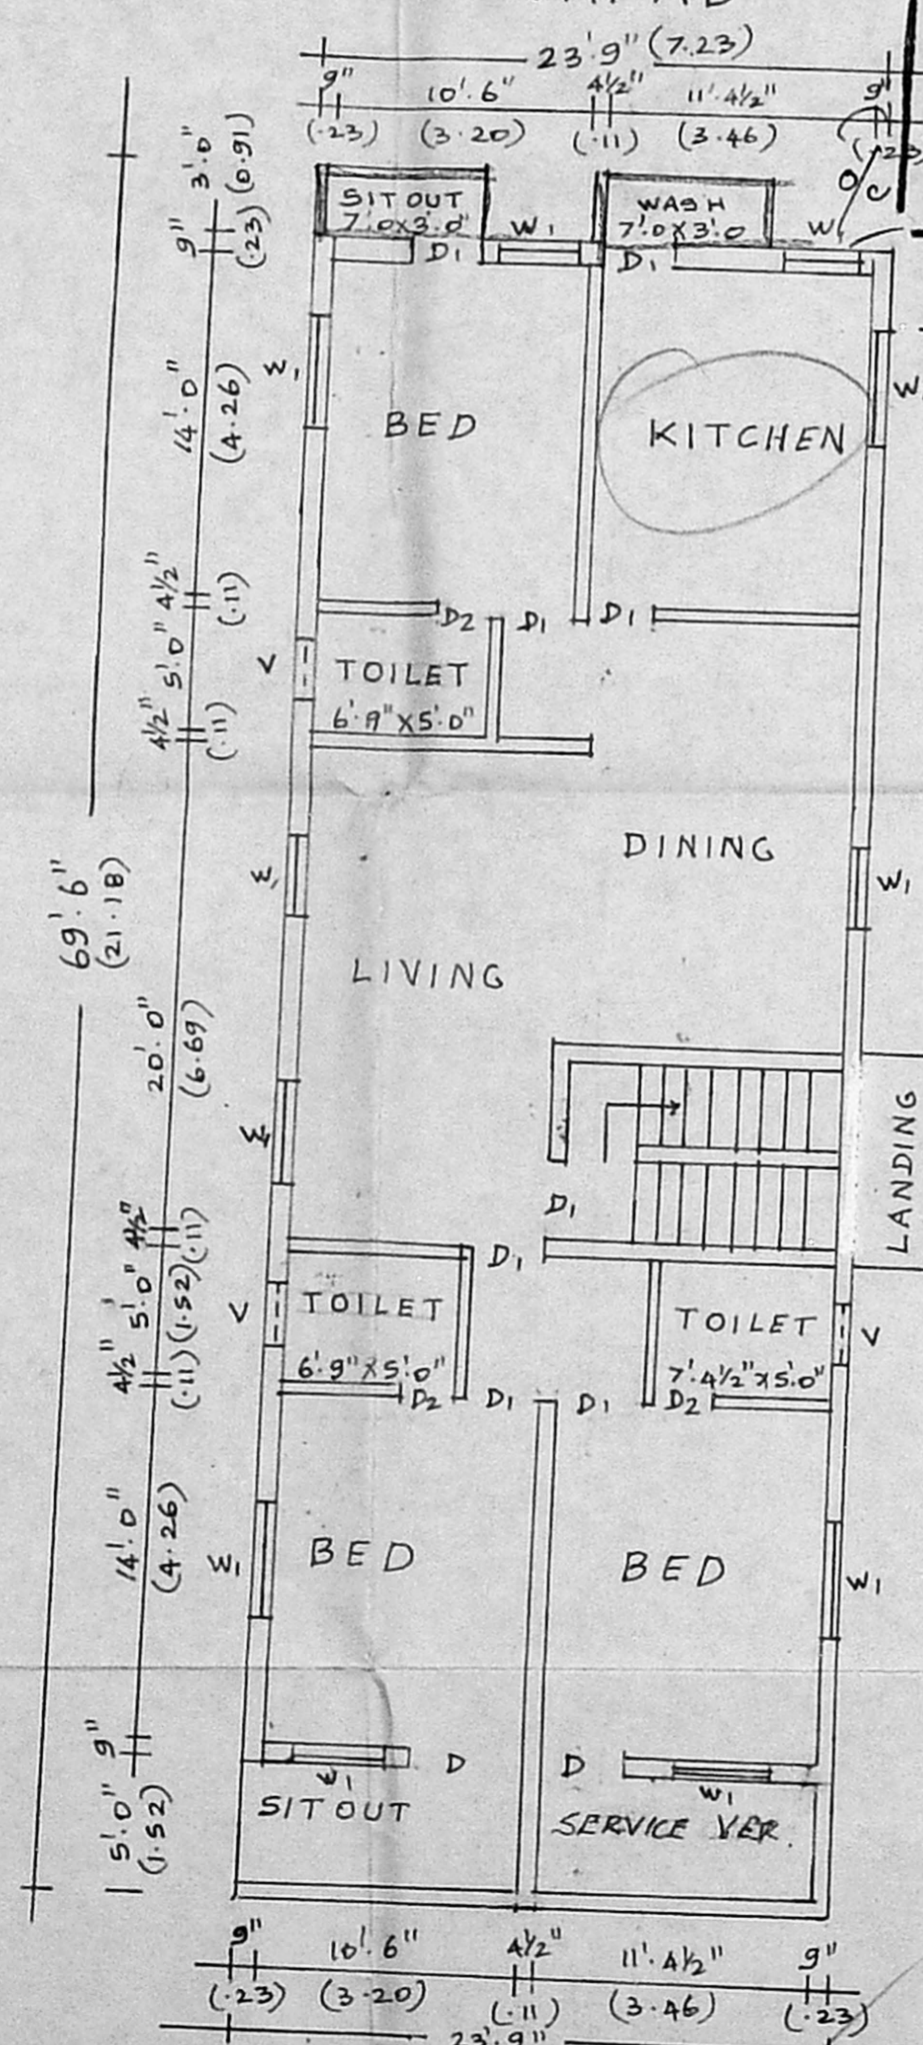 23'.9" (7.23)
9" 10'.6" 4½" 11'.4½" 9"
(.23) (3.20) (.11) (3.46)
3'.0"
(0.91)
9"
(.23)
SIT OUT
7'.0X3'.0"
WASH
7'.0X3'.0
D1 W1 D1 W
14'.0"
(4.26)
W1
BED
KITCHEN
W
4½"
(.11)
D2 D1 D1
5'.0"
V
TOILET
6'.9"X5'.0"
4½"
(.11)
DINING
69'.6"
(21.18)
W1
W1
LIVING
20'.0"
(6.69)
W1
LANDING
D1
4½"
(.11)
D1
5'.0"
(1.52)
V
TOILET
6'.9"X5'.0"
TOILET
7'.4½"X5'.0"
V
4½"
(.11)
D2 D1 D1 D2
14'.0"
(4.26)
W1
BED
BED
W1
9"
D D
W1
W1
5'.0"
(1.52)
SIT OUT
SERVICE VER.
9" 10'.6" 4½" 11'.4½" 9"
(.23) (3.20) (.11) (3.46) (.23)
23'.9"